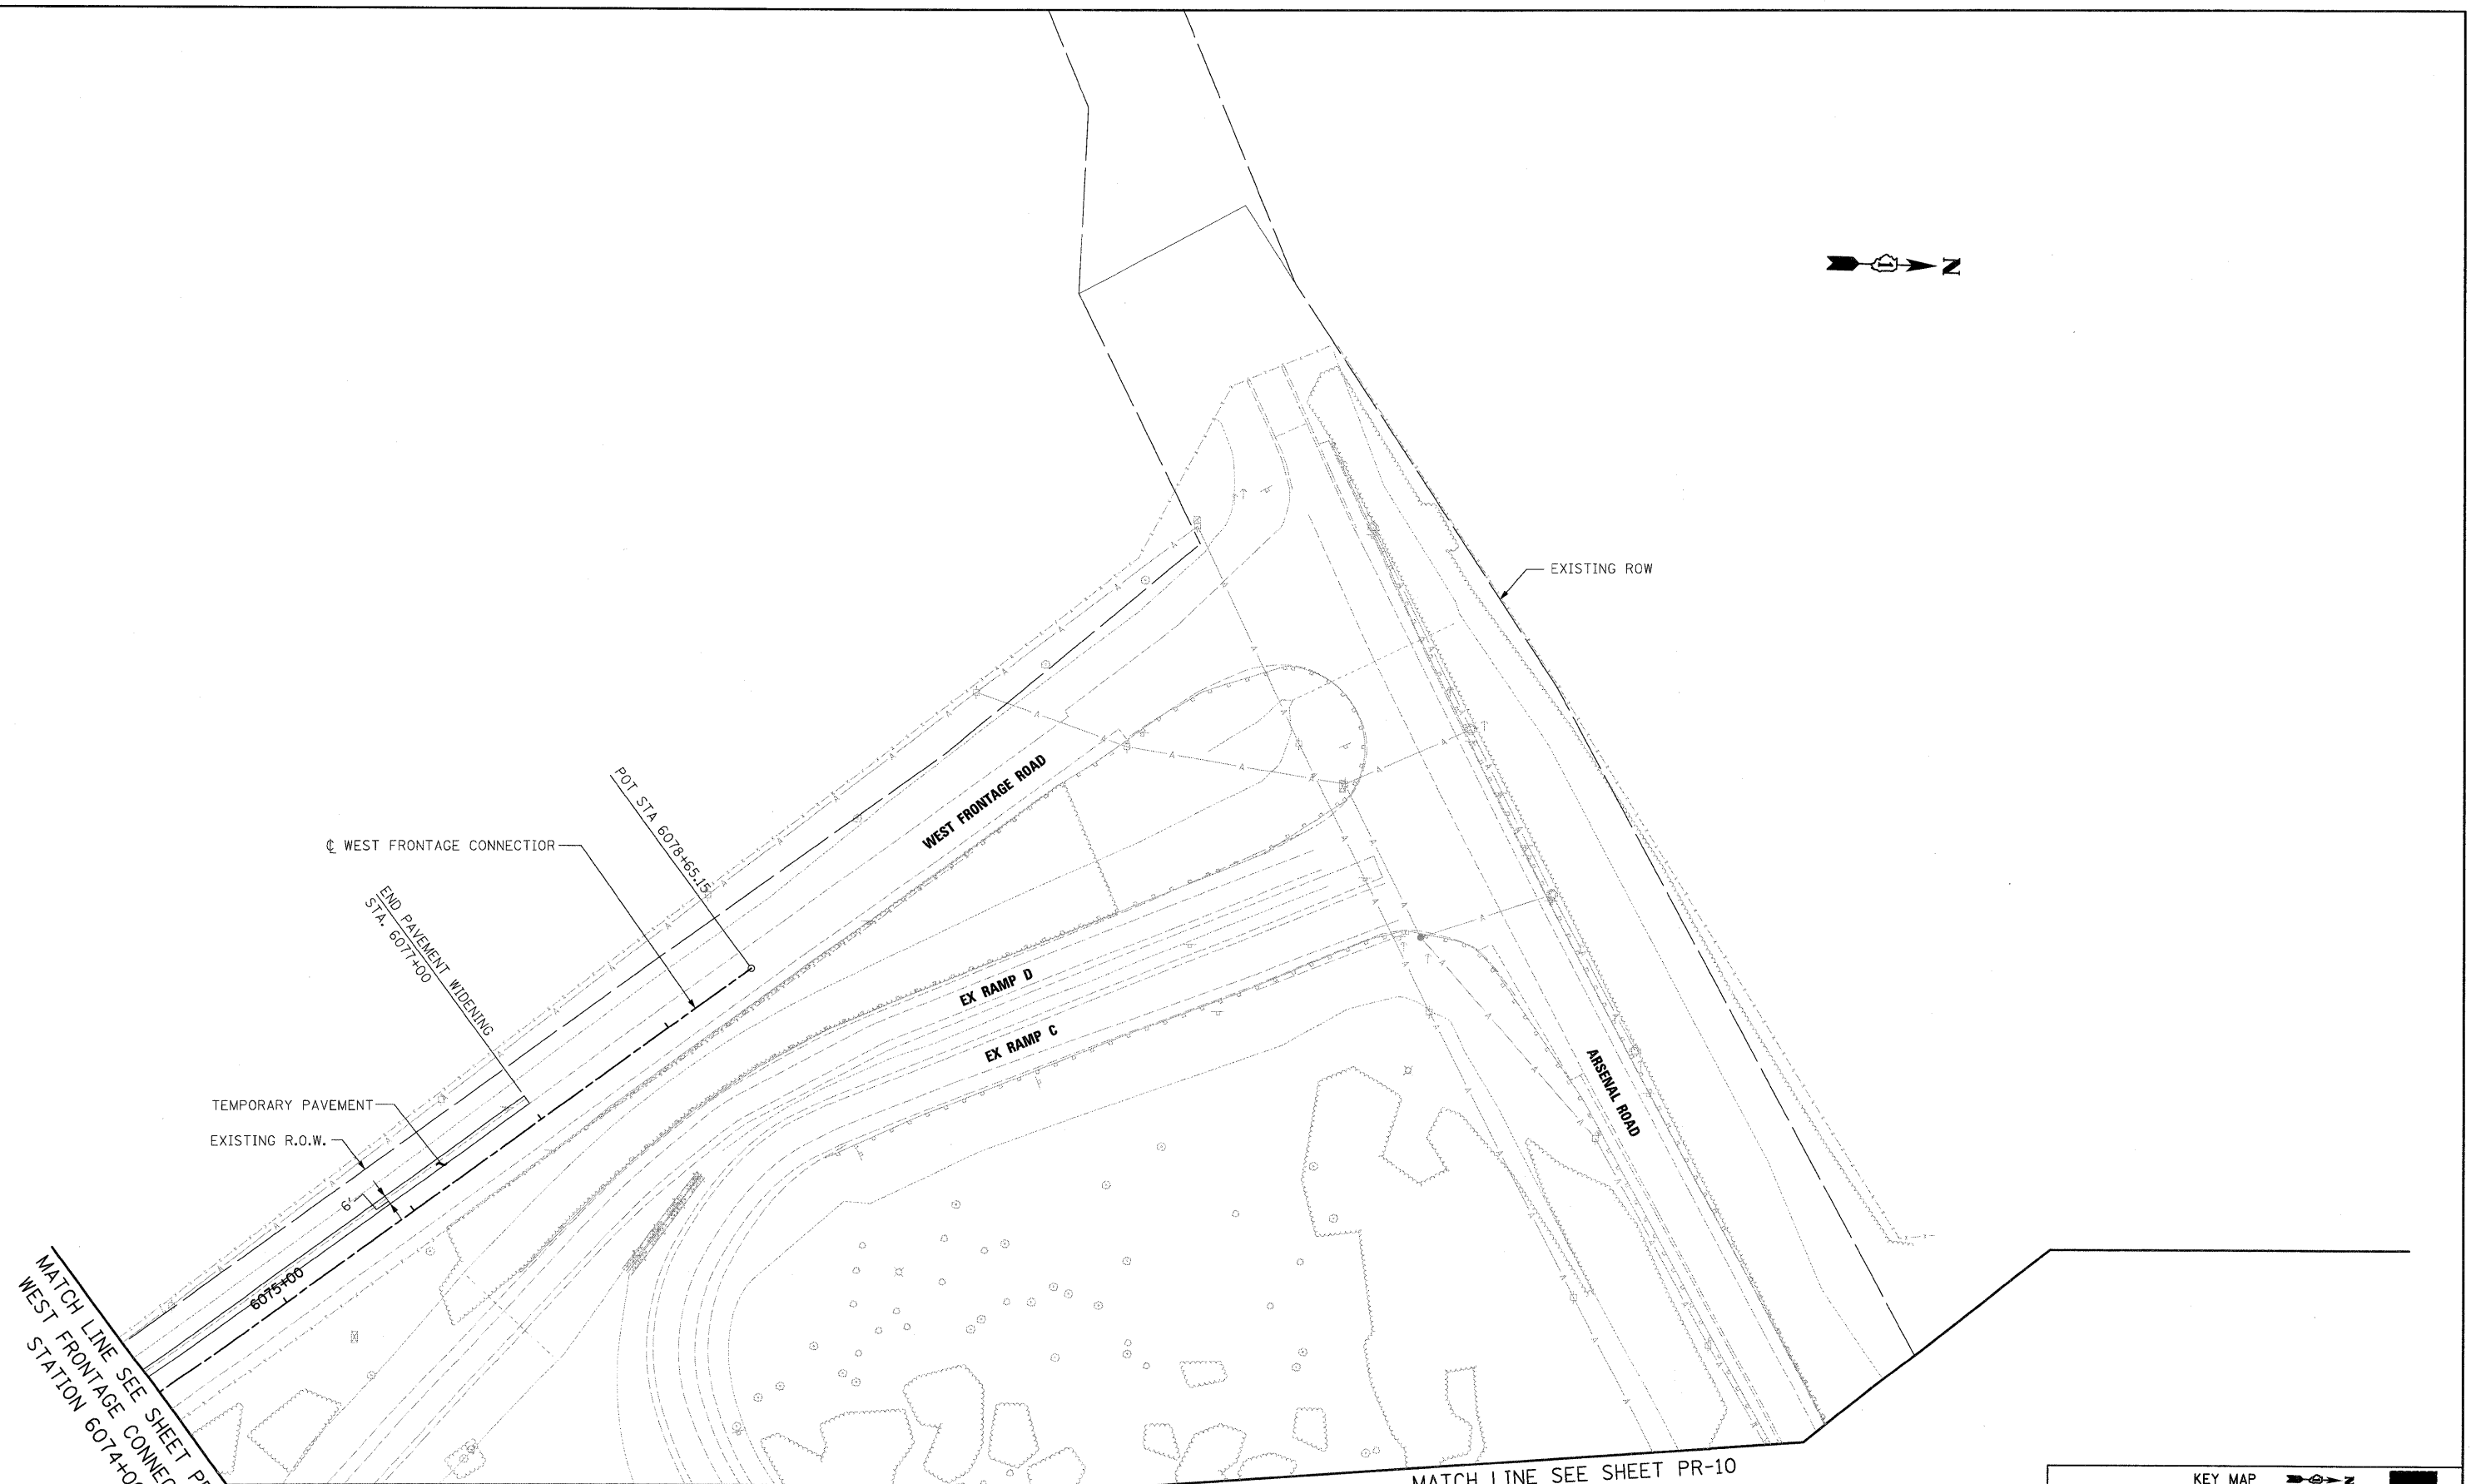 N
EXISTING ROW
WEST FRONTAGE ROAD
POT STA 6078+65.15
℄ WEST FRONTAGE CONNECTIOR
END PAVEMENT WIDENING
STA. 6077+00
EX RAMP D
EX RAMP C
ARSENAL ROAD
TEMPORARY PAVEMENT
EXISTING R.O.W.
6'
6075+00
MATCH LINE SEE SHEET
WEST FRONTAGE
STATION 6074+00
MATCH LINE SEE SHEET PR-10
KEY MAP
N